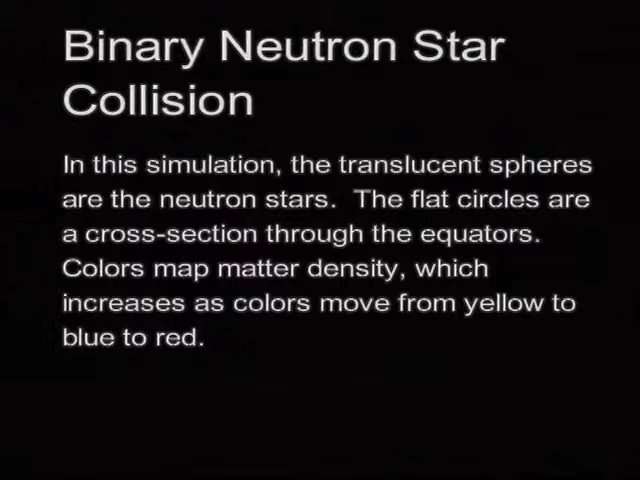 Binary Neutron Star
Collision
In this simulation, the translucent spheres
are the neutron stars.  The flat circles are
a cross-section through the equators.
Colors map matter density, which
increases as colors move from yellow to
blue to red.